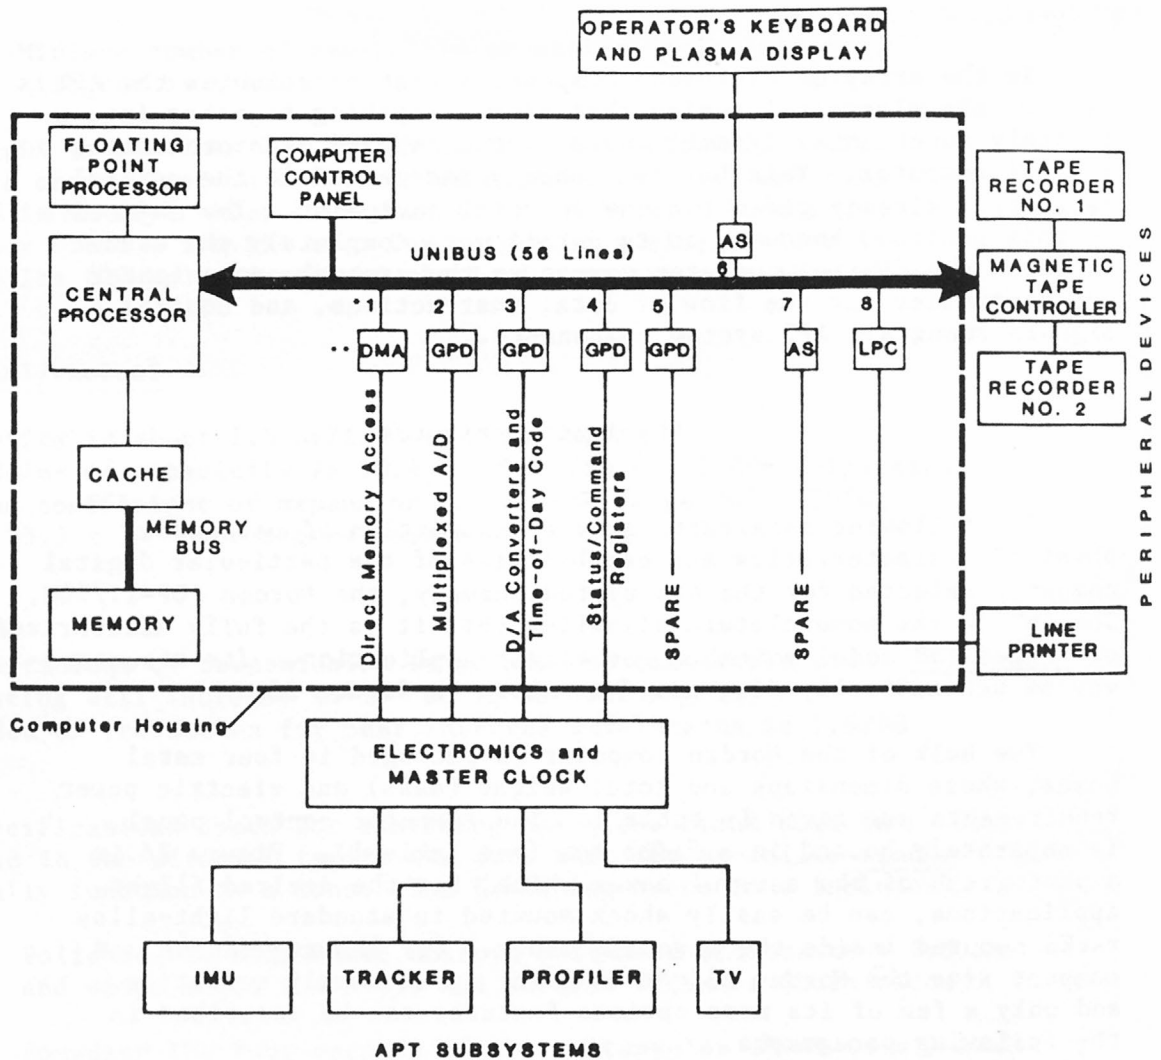 OPERATOR'S KEYBOARD
AND PLASMA DISPLAY
FLOATING
POINT
PROCESSOR
COMPUTER
CONTROL
PANEL
TAPE
RECORDER
NO. 1
AS
UNIBUS (56 Lines)
6
CENTRAL
PROCESSOR
MAGNETIC
TAPE
CONTROLLER
*1
2
3
4
5
7
8
** DMA
GPD
GPD
GPD
GPD
AS
LPC
TAPE
RECORDER
NO. 2
PERIPHERAL DEVICES
CACHE
MEMORY
BUS
MEMORY
Direct Memory Access
Multiplexed A/D
D/A Converters and
Time-of-Day Code
Status/Command
Registers
SPARE
SPARE
LINE
PRINTER
Computer Housing
ELECTRONICS and
MASTER CLOCK
IMU
TRACKER
PROFILER
TV
APT SUBSYSTEMS